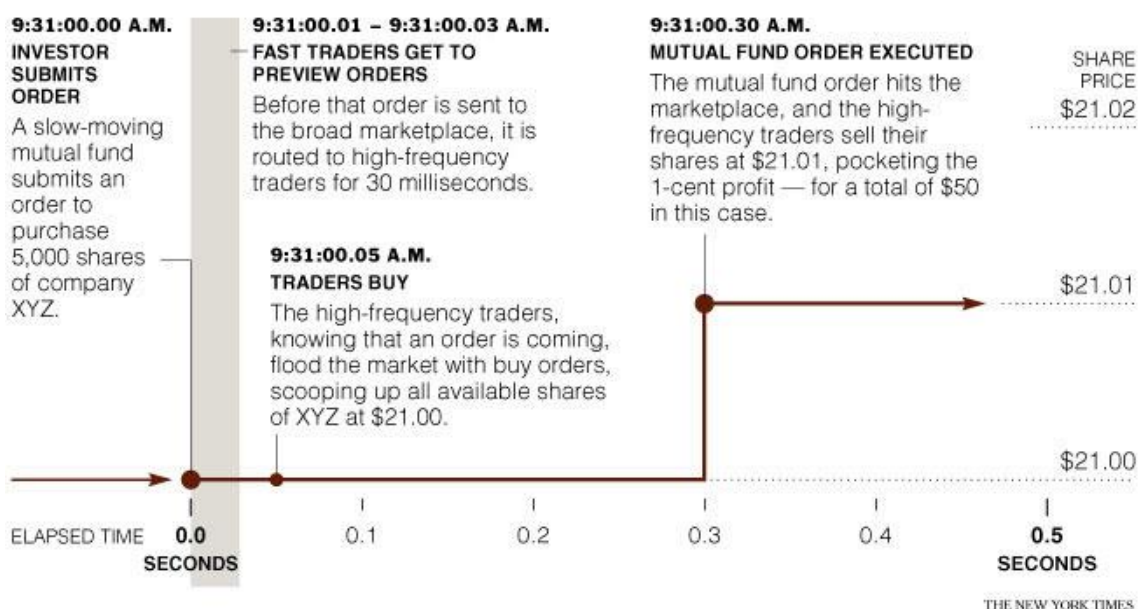 9:31:00.00 A.M.
INVESTOR
SUBMITS
ORDER
A slow-moving
mutual fund
submits an
order to
purchase
5,000 shares
of company
XYZ.
9:31:00.01 – 9:31:00.03 A.M.
FAST TRADERS GET TO
PREVIEW ORDERS
Before that order is sent to
the broad marketplace, it is
routed to high-frequency
traders for 30 milliseconds.
9:31:00.05 A.M.
TRADERS BUY
The high-frequency traders,
knowing that an order is coming,
flood the market with buy orders,
scooping up all available shares
of XYZ at $21.00.
9:31:00.30 A.M.
MUTUAL FUND ORDER EXECUTED
The mutual fund order hits the
marketplace, and the high-
frequency traders sell their
shares at $21.01, pocketing the
1-cent profit — for a total of $50
in this case.
SHARE
PRICE
$21.02
$21.01
$21.00
ELAPSED TIME 0.0 0.1 0.2 0.3 0.4 0.5
SECONDS SECONDS
THE NEW YORK TIMES